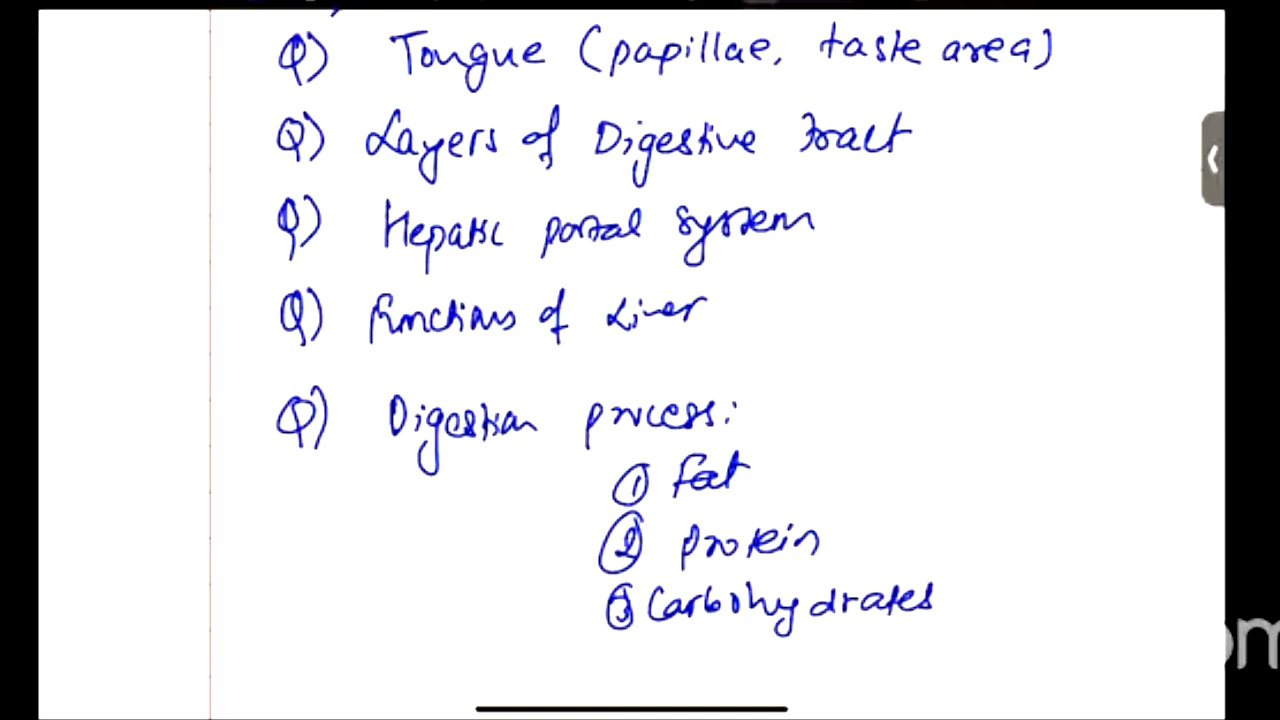 Q) Tongue (papillae, taste area)
Q) Layers of Digestive Tract
Q) Hepatic portal system
Q) functions of Liver
Q) Digestion process:
① Fat
② protein
③ Carbohydrates
om